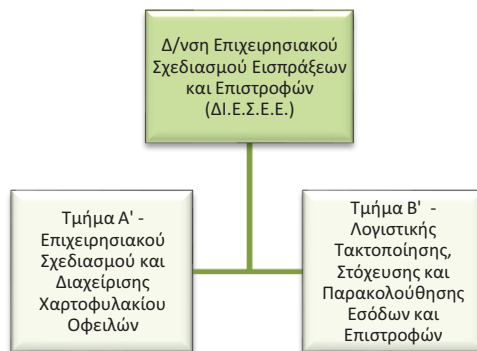 Δ/νση Επιχειρησιακού
Σχεδιασμού Εισπράξεων
και Επιστροφών
(ΔΙ.Ε.Σ.Ε.Ε.)
Τμήμα Α' -
Επιχειρησιακού
Σχεδιασμού και
Διαχείρισης
Χαρτοφυλακίου
Οφειλών
Τμήμα Β' -
Λογιστικής
Τακτοποίησης,
Στόχευσης και
Παρακολούθησης
Εσόδων και
Επιστροφών